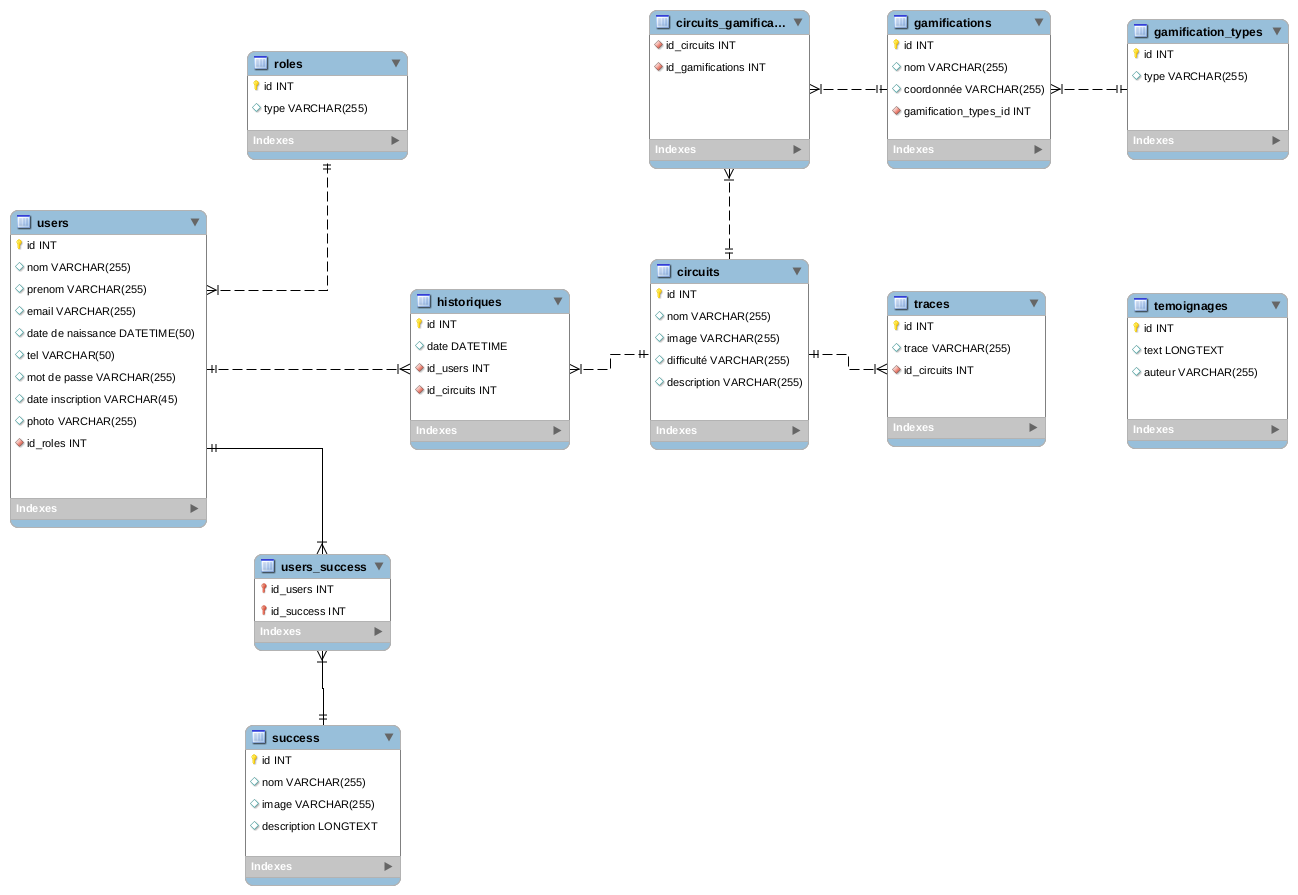 roles
id INT
type VARCHAR(255)
Indexes
users
id INT
nom VARCHAR(255)
prenom VARCHAR(255)
email VARCHAR(255)
date de naissance DATETIME(50)
tel VARCHAR(50)
mot de passe VARCHAR(255)
date inscription VARCHAR(45)
photo VARCHAR(255)
id_roles INT
Indexes
historiques
id INT
date DATETIME
id_users INT
id_circuits INT
Indexes
users_success
id_users INT
id_success INT
Indexes
success
id INT
nom VARCHAR(255)
image VARCHAR(255)
description LONGTEXT
Indexes
circuits_gamifica...
id_circuits INT
id_gamifications INT
Indexes
gamifications
id INT
nom VARCHAR(255)
coordonnée VARCHAR(255)
gamification_types_id INT
Indexes
gamification_types
id INT
type VARCHAR(255)
Indexes
circuits
id INT
nom VARCHAR(255)
image VARCHAR(255)
difficulté VARCHAR(255)
description VARCHAR(255)
Indexes
traces
id INT
trace VARCHAR(255)
id_circuits INT
Indexes
temoignages
id INT
text LONGTEXT
auteur VARCHAR(255)
Indexes